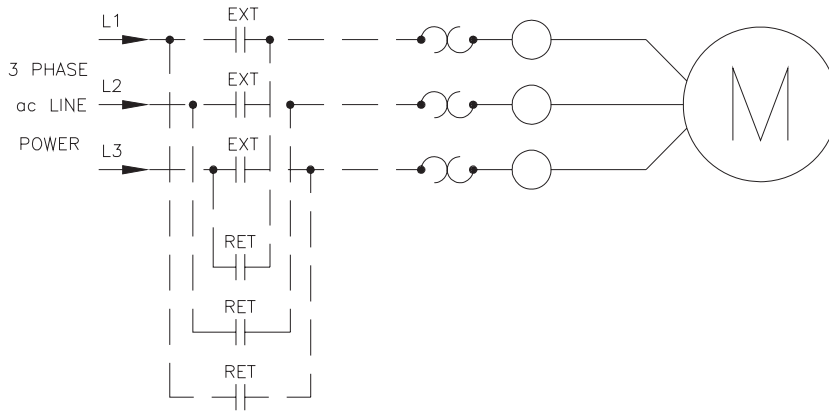 L1
EXT
3 PHASE
L2
EXT
ac LINE
POWER
L3
EXT
M
RET
RET
RET